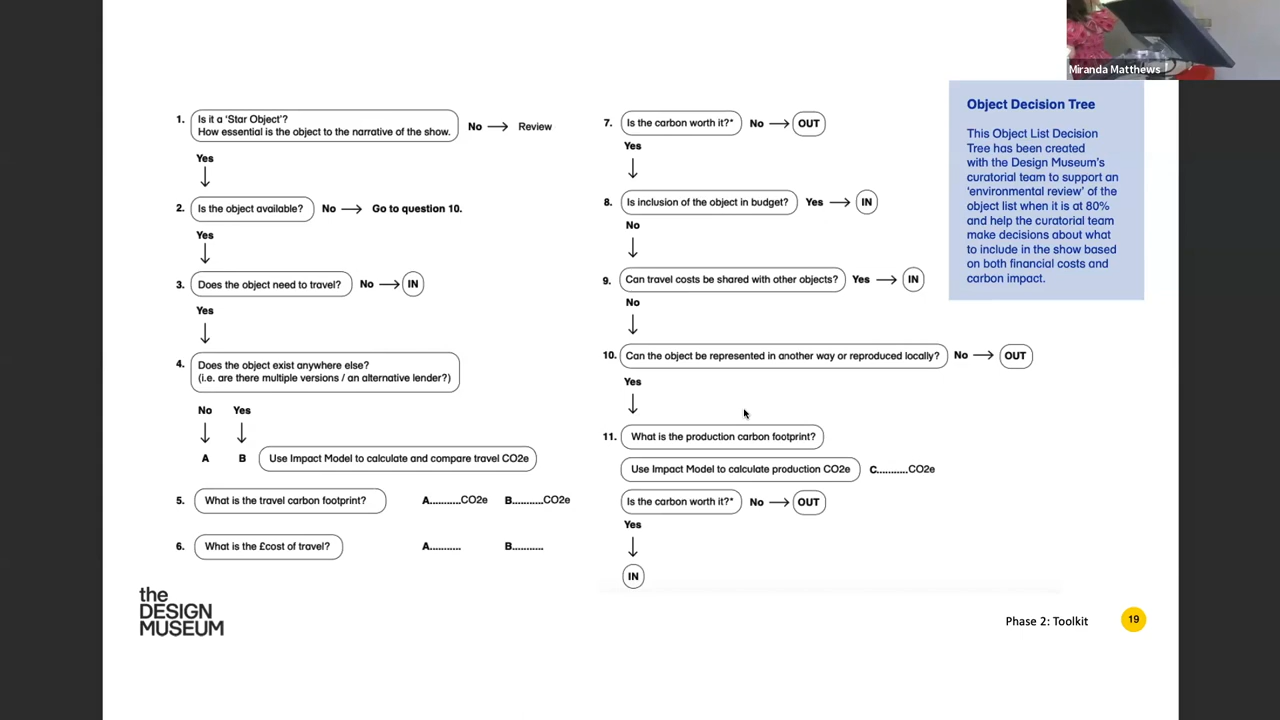 Miranda Matthews
1. Is it a 'Star Object'?
How essential is the object to the narrative of the show.
No → Review
Yes
2. Is the object available? No → Go to question 10.
Yes
3. Does the object need to travel? No → IN
Yes
4. Does the object exist anywhere else?
(i.e. are there multiple versions / an alternative lender?)
No Yes
A B Use Impact Model to calculate and compare travel CO2e
5. What is the travel carbon footprint? A...........CO2e B..........CO2e
6. What is the £cost of travel? A........... B...........
7. Is the carbon worth it?* No → OUT
Yes
8. Is inclusion of the object in budget? Yes → IN
No
9. Can travel costs be shared with other objects? Yes → IN
No
10. Can the object be represented in another way or reproduced locally? No → OUT
Yes
11. What is the production carbon footprint?
Use Impact Model to calculate production CO2e C..........CO2e
Is the carbon worth it?* No → OUT
Yes
IN
Object Decision Tree
This Object List Decision
Tree has been created
with the Design Museum's
curatorial team to support an
'environmental review' of the
object list when it is at 80%
and help the curatorial team
make decisions about what
to include in the show based
on both financial costs and
carbon impact.
the
DESIGN
MUSEUM
Phase 2: Toolkit 19